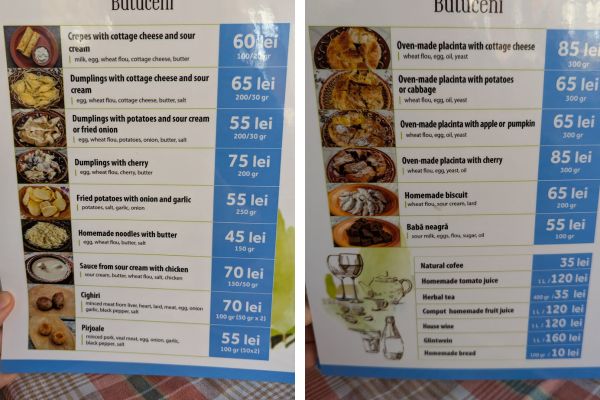 Butuceni
Crepes with cottage cheese and sour
cream
milk, egg, wheat flou, cottage cheese, butter
60 lei
100/20 gr
Dumplings with cottage cheese and sour
cream
egg, wheat flou, cottage cheese, butter, salt
65 lei
200/30 gr
Dumplings with potatoes and sour cream
or fried onion
egg, wheat flou, potatoes, onion, butter, salt
55 lei
200/30 gr
Dumplings with cherry
egg, wheat flou, cherry, butter
75 lei
200 gr
Fried potatoes with onion and garlic
potatoes, salt, garlic, onion
55 lei
250 gr
Homemade noodles with butter
egg, wheat flou, butter, salt
45 lei
150 gr
Sauce from sour cream with chicken
sour cream, butter, wheat flou, salt, chicken
70 lei
150/50 gr
Cighiri
minced meat from liver, heart, laid, meat, egg, onion
garlic, black pepper, salt
70 lei
100 gr (50 gr x 2)
Pirjoale
minced pork, veal meat, egg, onion, garlic,
black pepper, salt
55 lei
100 gr (50x2)
Butuceni
Oven-made placinta with cottage cheese
wheat flou, egg, oil, yeast
85 lei
300 gr
Oven-made placinta with potatoes
or cabbage
wheat flou, egg, oil, yeast
65 lei
300 gr
Oven-made placinta with apple or pumpkin
wheat flou, egg, oil, yeast
65 lei
300 gr
Oven-made placinta with cherry
wheat flou, egg, yeast, oil
85 lei
300 gr
Homemade biscuit
wheat flou, sour cream, lard
65 lei
200 gr
Babă neagră
sour milk, eggs, flou, sugar, oil
55 lei
100 gr
Natural cofee 35 lei
Homemade tomato juice 1 L / 120 lei
Herbal tea 400 gr / 35 lei
Compot homemade fruit juice 1 L / 120 lei
House wine 1 L / 120 lei
Glintwein 1 L / 160 lei
Homemade bread 100 gr / 10 lei